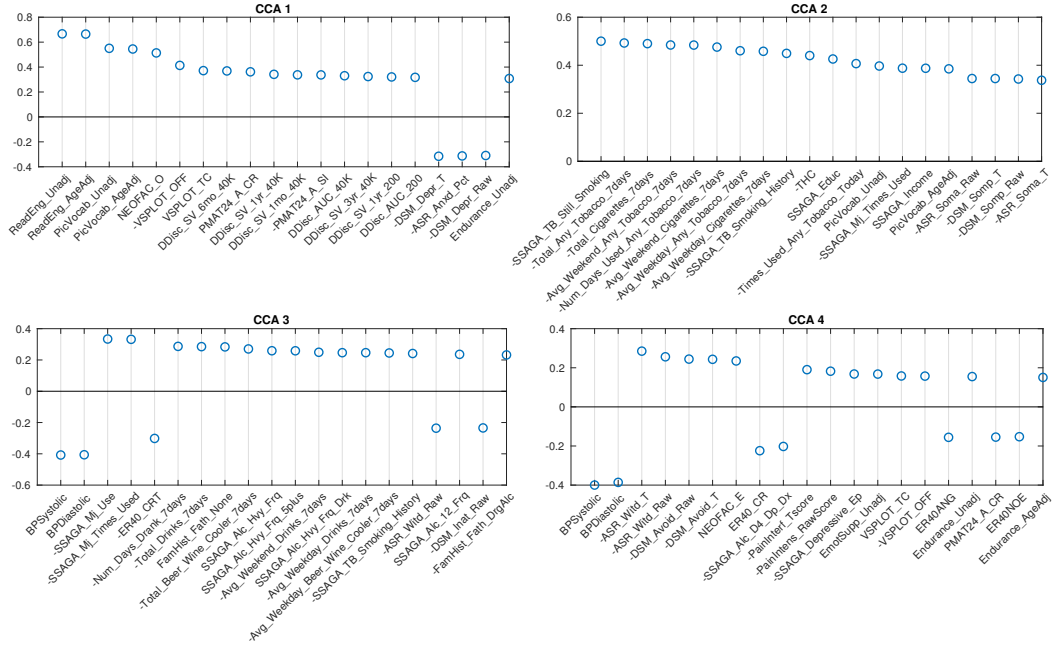 CCA 1
0.8
0.6
0.4
0.2
0
-0.2
-0.4
ReadEng_Unadj
ReadEng_AgeAdj
PicVocab_Unadj
PicVocab_AgeAdj
NEOFAC_O
-VSPLOT_OFF
VSPLOT_TC
DDisc_SV_6mo_40K
PMAT24_A_CR
DDisc_SV_1yr_40K
DDisc_SV_1mo_40K
-PMAT24_A_SI
DDisc_AUC_40K
DDisc_SV_3yr_40K
DDisc_SV_1yr_200
DDisc_AUC_200
-DSM_Depr_T
-ASR_Anxd_Pct
-DSM_Depr_Raw
Endurance_Unadj
CCA 2
0.6
0.4
0.2
0
-SSAGA_TB_Still_Smoking
-Total_Any_Tobacco_7days
-Total_Cigarettes_7days
-Avg_Weekend_Any_Tobacco_7days
-Num_Days_Used_Any_Tobacco_7days
-Avg_Weekend_Cigarettes_7days
-Avg_Weekday_Any_Tobacco_7days
-Avg_Weekday_Cigarettes_7days
-SSAGA_TB_Smoking_History
-THC
SSAGA_Educ
-Times_Used_Any_Tobacco_Today
PicVocab_Unadj
-SSAGA_Mj_Times_Used
SSAGA_Income
PicVocab_AgeAdj
-ASR_Soma_Raw
-DSM_Somp_T
-DSM_Somp_Raw
-ASR_Soma_T
CCA 3
0.4
0.2
0
-0.2
-0.4
-0.6
BPSystolic
BPDiastolic
-SSAGA_Mj_Use
-SSAGA_Mj_Times_Used
-ER40_CRT
-Num_Days_Drank_7days
-Total_Drinks_7days
FamHist_Fath_None
-Total_Beer_Wine_Cooler_7days
SSAGA_Alc_Hvy_Frq
SSAGA_Alc_Hvy_Frq_5plus
-Avg_Weekend_Drinks_7days
SSAGA_Alc_Hvy_Frq_Drk
-Avg_Weekday_Drinks_7days
-Avg_Weekday_Beer_Wine_Cooler_7days
-SSAGA_TB_Smoking_History
-ASR_Witd_Raw
SSAGA_Alc_12_Frq
-DSM_Inat_Raw
-FamHist_Fath_DrgAlc
CCA 4
0.4
0.2
0
-0.2
-0.4
BPSystolic
BPDiastolic
-ASR_Witd_T
-ASR_Witd_Raw
-DSM_Avoid_Raw
-DSM_Avoid_T
NEOFAC_E
ER40_CR
-SSAGA_Alc_D4_Dp_Dx
-PainInterf_Tscore
-PainIntens_RawScore
-SSAGA_Depressive_Ep
EmotSupp_Unadj
VSPLOT_TC
-VSPLOT_OFF
ER40ANG
Endurance_Unadj
PMAT24_A_CR
ER40NOE
Endurance_AgeAdj